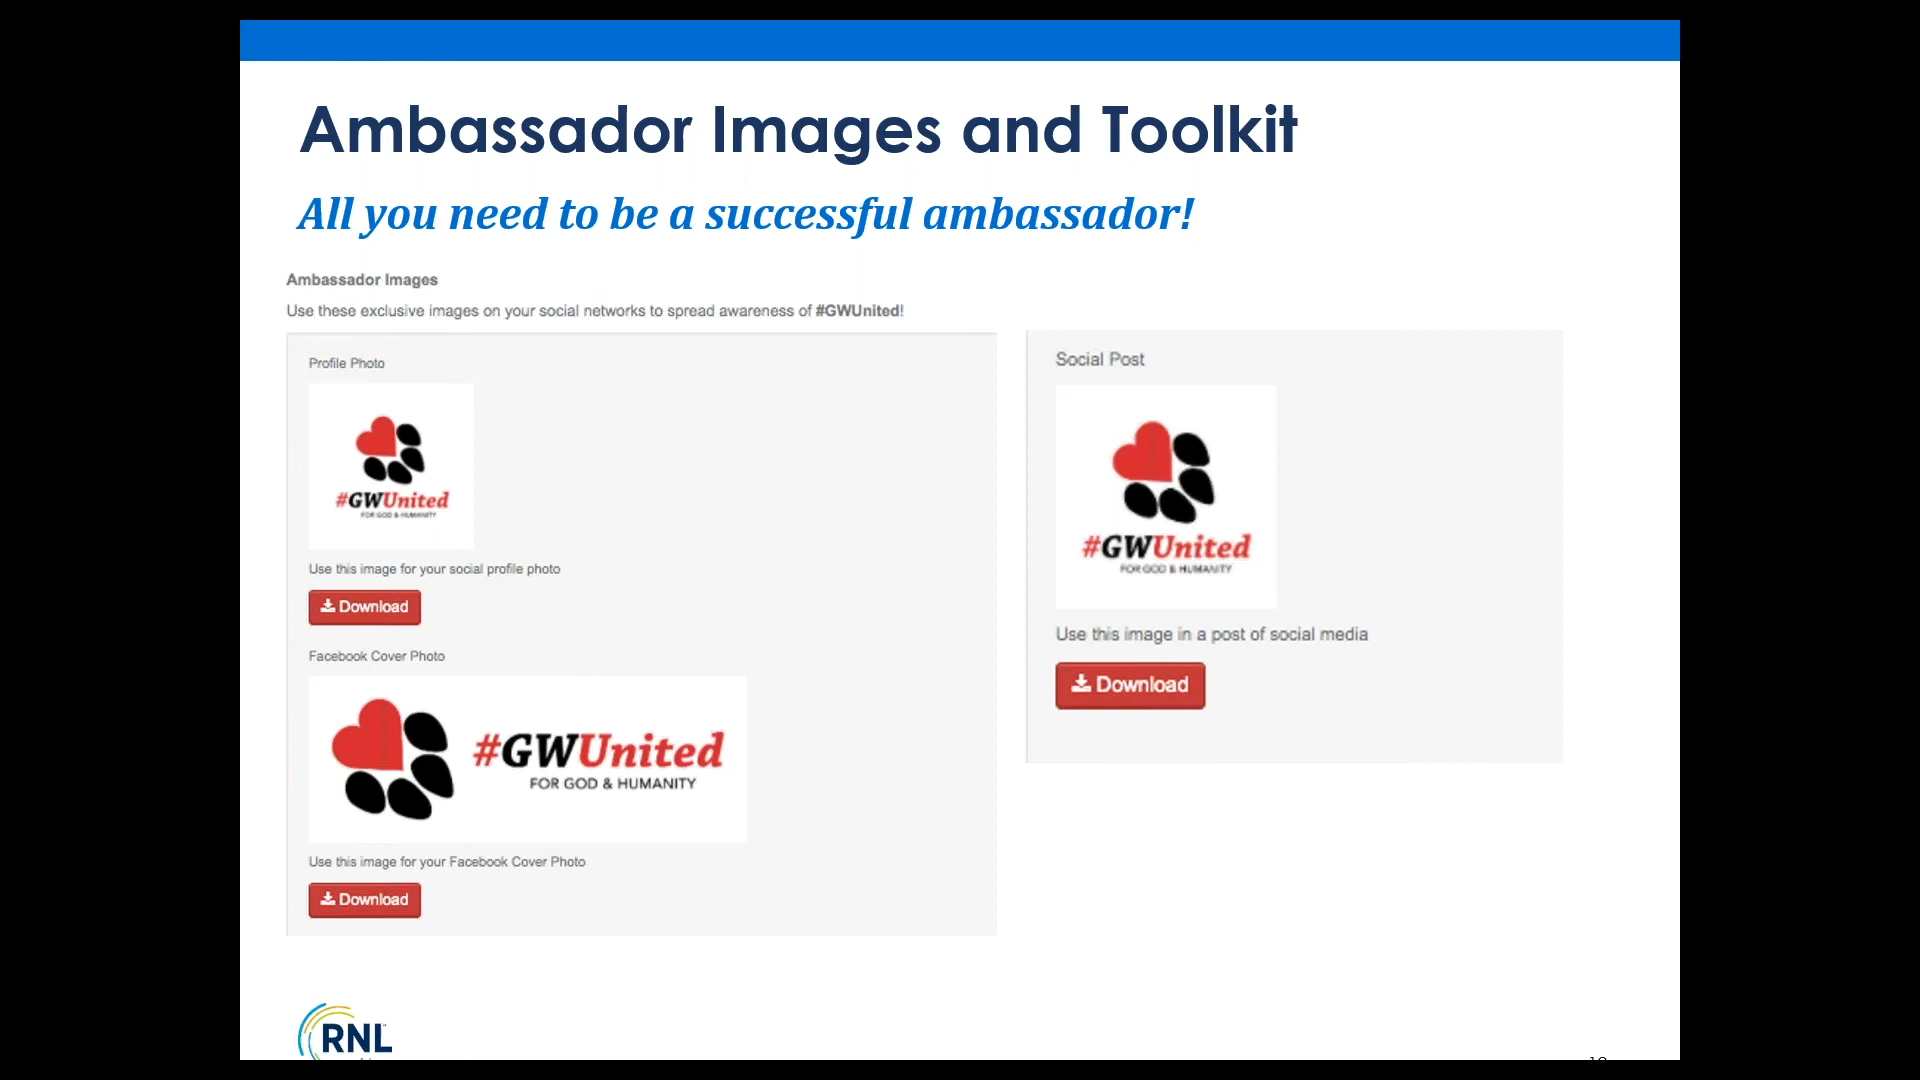 Ambassador Images and Toolkit
All you need to be a successful ambassador!
Ambassador Images
Use these exclusive images on your social networks to spread awareness of #GWUnited!
Profile Photo
#GWUnited
FOR GOD & HUMANITY
Use this image for your social profile photo
Download
Facebook Cover Photo
#GWUnited
FOR GOD & HUMANITY
Use this image for your Facebook Cover Photo
Download
Social Post
#GWUnited
FOR GOD & HUMANITY
Use this image in a post of social media
Download
RNL